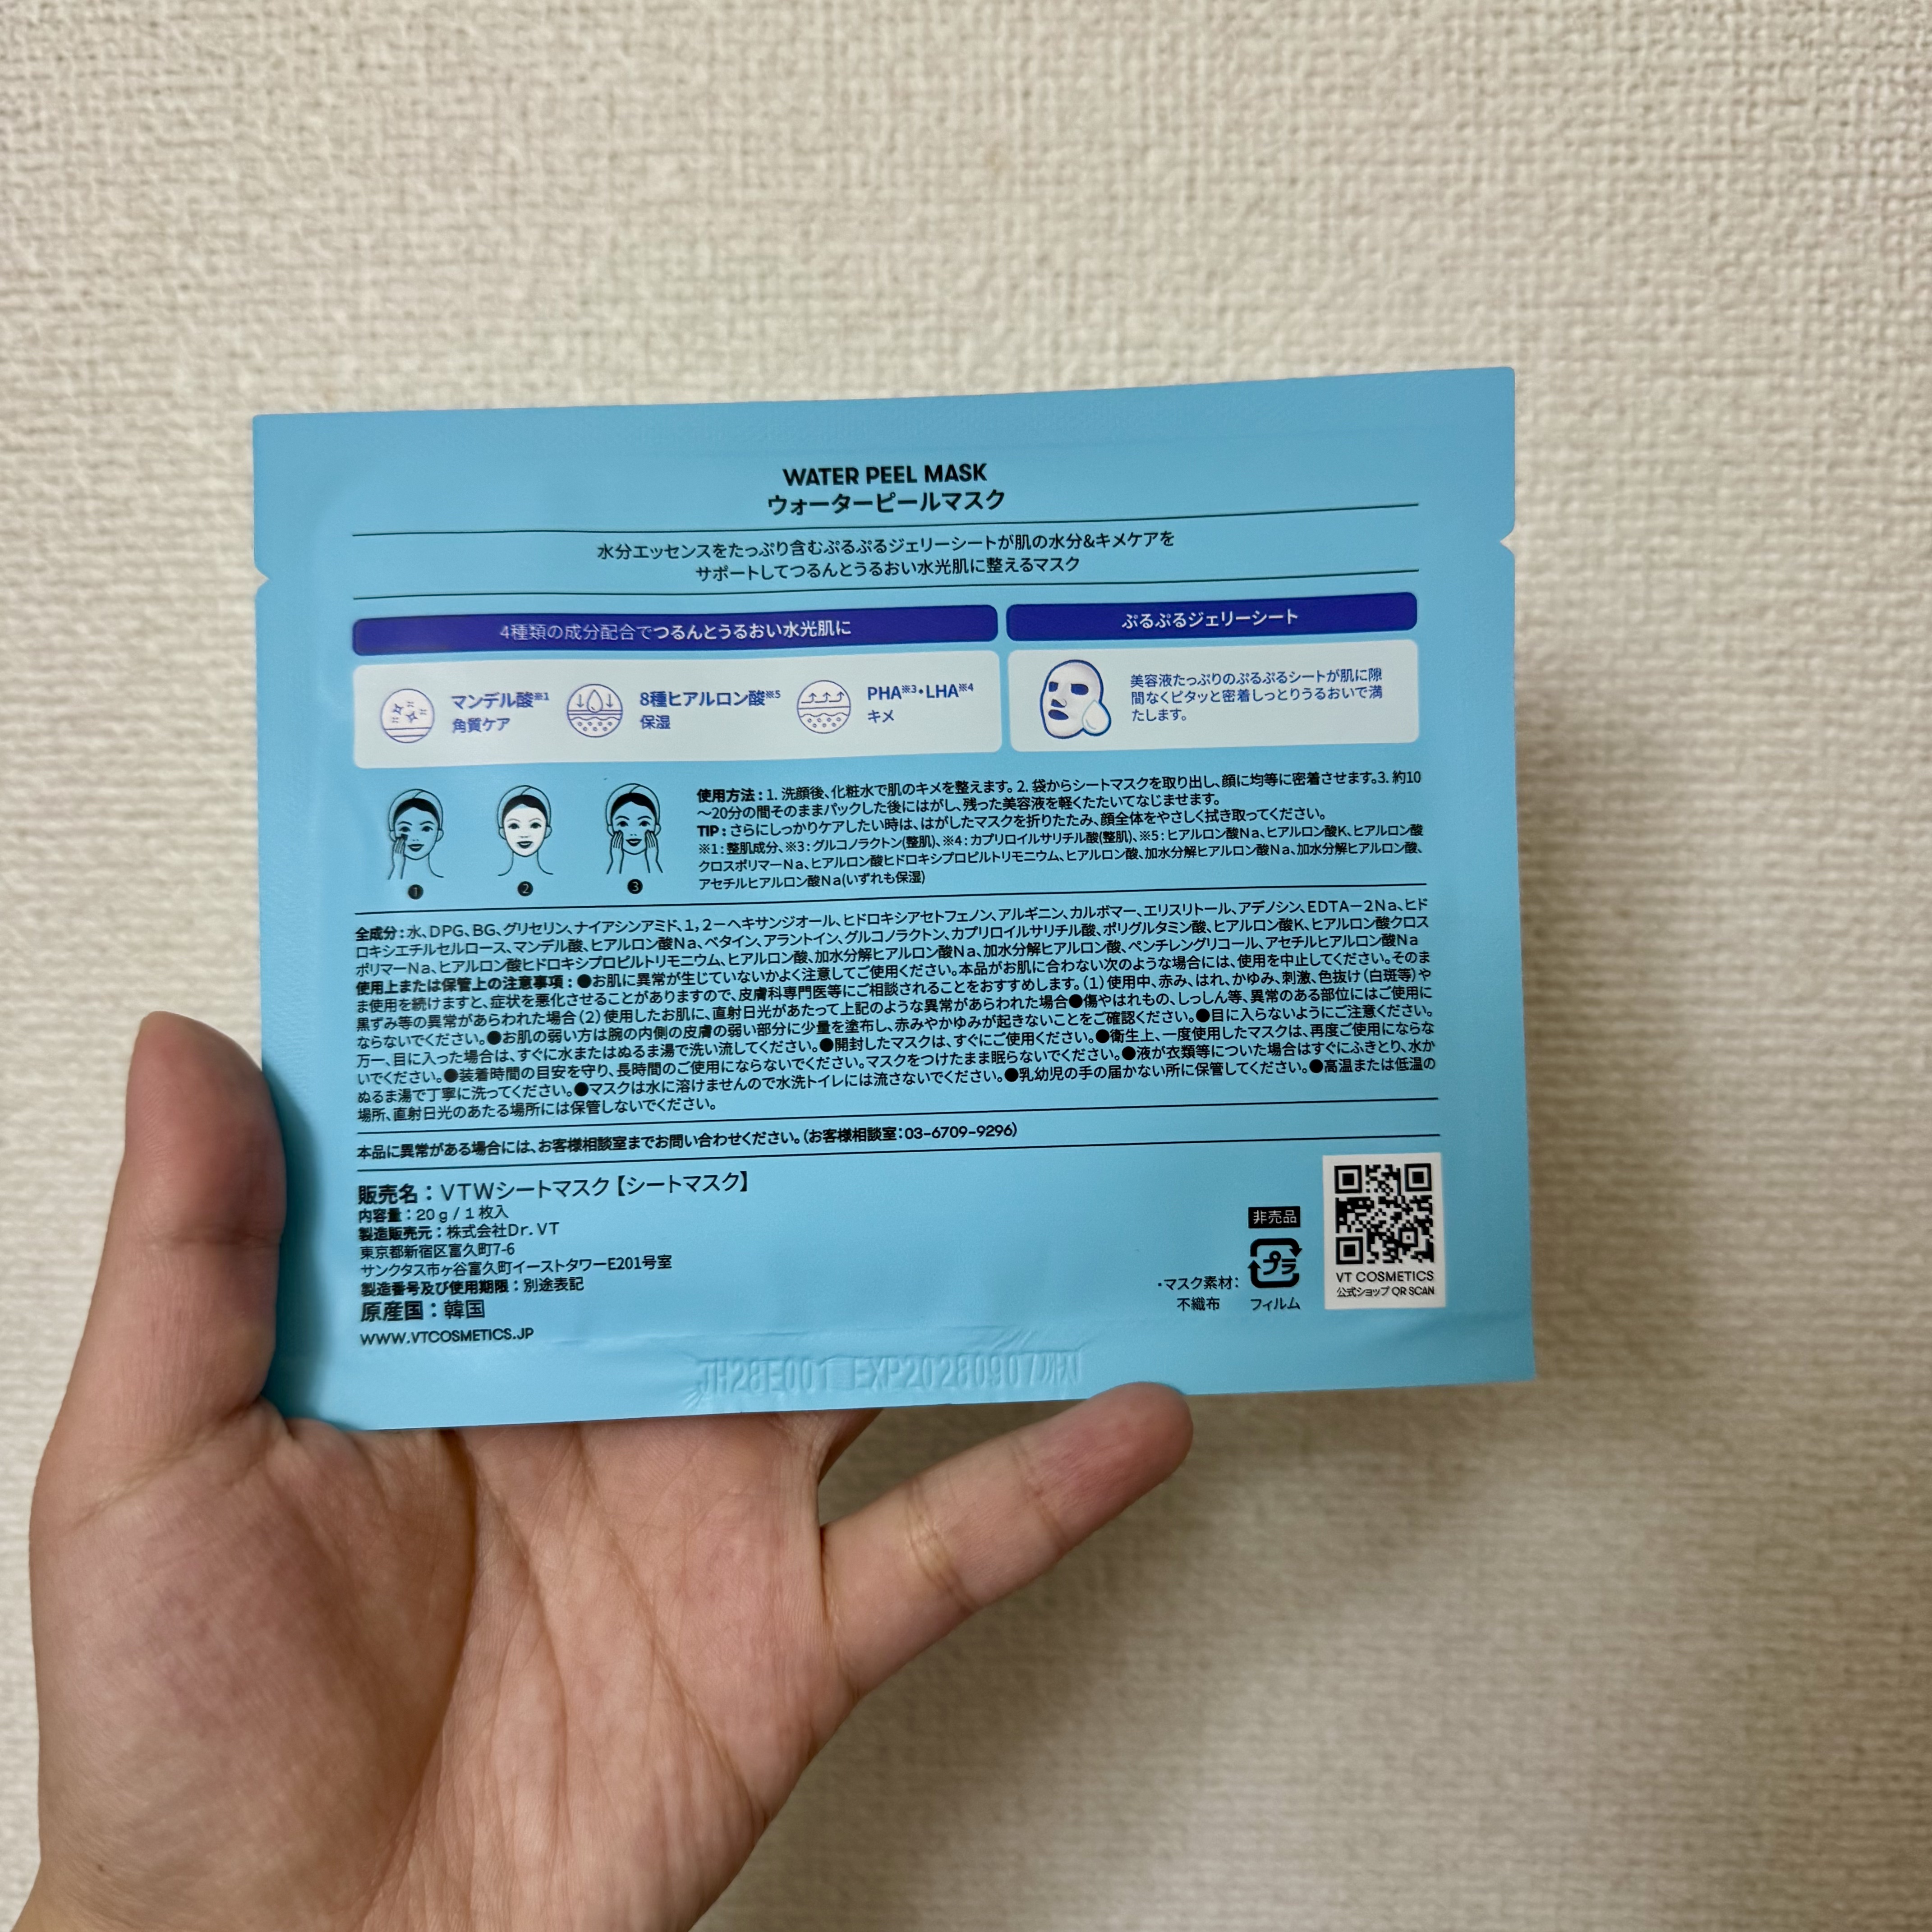 WATER PEEL MASK
ウォーターピールマスク
水分エッセンスをたっぷり含むぷるぷるジェリーシートが肌の水分&キメケアを
サポートしてつるんとうるおい水光肌に整えるマスク
4種類の成分配合でつるんとうるおい水光肌に
ぷるぷるジェリーシート
マンデル酸※1
角質ケア
8種ヒアルロン酸※5
保湿
PHA※3・LHA※4
キメ
美容液たっぷりのぷるぷるシートが肌に隙
間なくピタッと密着しっとりうるおいで満
たします。
❶
❷
❸
使用方法：1. 洗顔後、化粧水で肌のキメを整えます。2. 袋からシートマスクを取り出し、顔に均等に密着させます。3. 約10
～20分の間そのままパックした後にはがし、残った美容液を軽くたたいてなじませます。
TIP：さらにしっかりケアしたい時は、はがしたマスクを折りたたみ、顔全体をやさしく拭き取ってください。
※1：整肌成分、※3：グルコノラクトン(整肌)、※4：カプリロイルサリチル酸(整肌)、※5：ヒアルロン酸Na、ヒアルロン酸K、ヒアルロン酸
クロスポリマーNa、ヒアルロン酸ヒドロキシプロピルトリモニウム、ヒアルロン酸、加水分解ヒアルロン酸Na、加水分解ヒアルロン酸、
アセチルヒアルロン酸Na(いずれも保湿)
全成分：水、DPG、BG、グリセリン、ナイアシンアミド、1，2－ヘキサンジオール、ヒドロキシアセトフェノン、アルギニン、カルボマー、エリスリトール、アデノシン、EDTA－2Na、ヒド
ロキシエチルセルロース、マンデル酸、ヒアルロン酸Na、ベタイン、アラントイン、グルコノラクトン、カプリロイルサリチル酸、ポリグルタミン酸、ヒアルロン酸K、ヒアルロン酸クロス
ポリマーNa、ヒアルロン酸ヒドロキシプロピルトリモニウム、ヒアルロン酸、加水分解ヒアルロン酸Na、加水分解ヒアルロン酸、ペンチレングリコール、アセチルヒアルロン酸Na
使用上または保管上の注意事項：●お肌に異常が生じていないかよく注意してご使用ください。本品がお肌に合わない次のような場合には、使用を中止してください。そのま
ま使用を続けますと、症状を悪化させることがありますので、皮膚科専門医等にご相談されることをおすすめします。（1）使用中、赤み、はれ、かゆみ、刺激、色抜け（白斑等）や
黒ずみ等の異常があらわれた場合（2）使用したお肌に、直射日光があたって上記のような異常があらわれた場合●傷やはれもの、しっしん等、異常のある部位にはご使用に
ならないでください。●お肌の弱い方は腕の内側の皮膚の弱い部分に少量を塗布し、赤みやかゆみが起きないことをご確認ください。●目に入らないようにご注意ください。
万一、目に入った場合は、すぐに水またはぬるま湯で洗い流してください。●開封したマスクは、すぐにご使用ください。●衛生上、一度使用したマスクは、再度ご使用にならな
いでください。●装着時間の目安を守り、長時間のご使用にならないでください。マスクをつけたまま眠らないでください。●液が衣類等についた場合はすぐにふきとり、水か
ぬるま湯で丁寧に洗ってください。●マスクは水に溶けませんので水洗トイレには流さないでください。●乳幼児の手の届かない所に保管してください。●高温または低温の
場所、直射日光のあたる場所には保管しないでください。
本品に異常がある場合には、お客様相談室までお問い合わせください。（お客様相談室：03-6709-9296）
販売名：VTWシートマスク【シートマスク】
内容量：20ｇ/１枚入
製造販売元：株式会社Dr．VT
東京都新宿区富久町7-6
サンクタス市ヶ谷富久町イーストタワーE201号室
製造番号及び使用期限：別途表記
原産国：韓国
WWW.VTCOSMETICS.JP
・マスク素材：
不織布
非売品
プラ
フィルム
VT COSMETICS
公式ショップ QR SCAN
JH28E001 EXP20280907까지